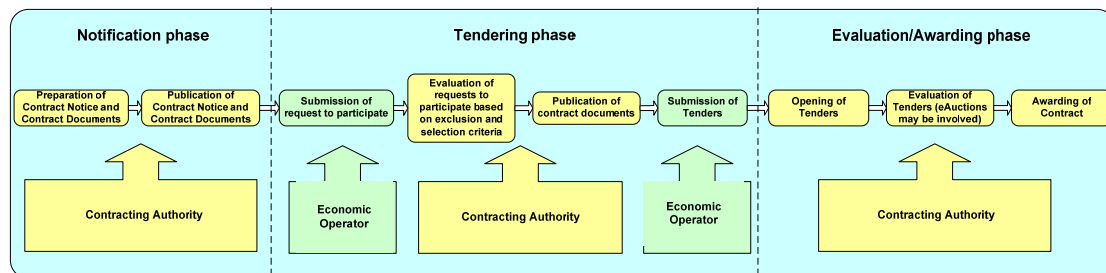 Notification phase
Tendering phase
Evaluation/Awarding phase
Preparation of
Contract Notice and
Contract Documents
Publication of
Contract Notice and
Contract Documents
Submission of
request to participate
Evaluation of
requests to
participate based
on exclusion and
selection criteria
Publication of
contract documents
Submission of
Tenders
Opening of
Tenders
Evaluation of
Tenders (eAuctions
may be involved)
Awarding of
Contract
Contracting Authority
Economic
Operator
Contracting Authority
Economic
Operator
Contracting Authority